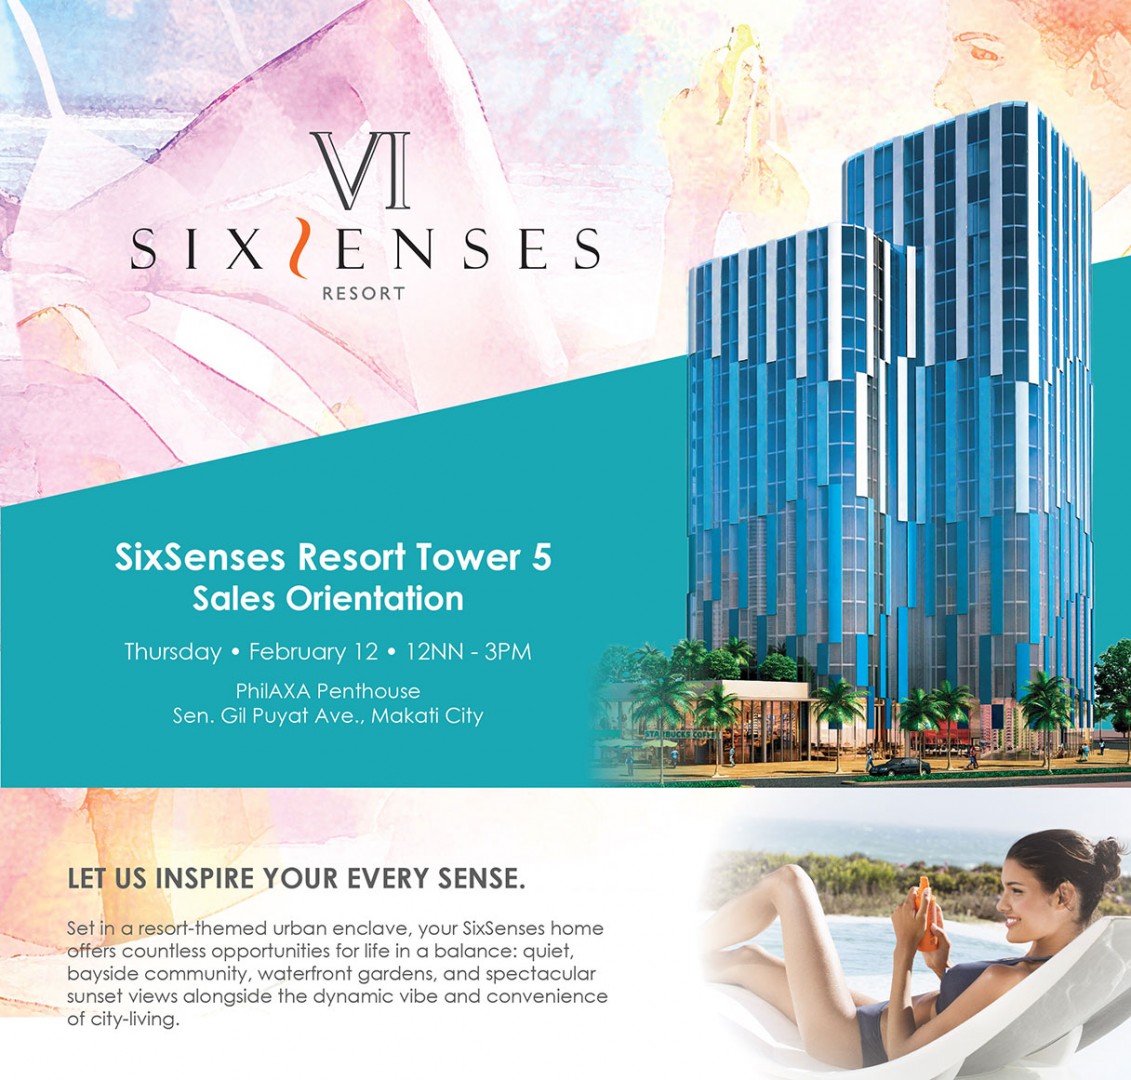 VI
SIXSENSES
RESORT
SixSenses Resort Tower 5
Sales Orientation
Thursday • February 12 • 12NN - 3PM
PhilAXA Penthouse
Sen. Gil Puyat Ave., Makati City
STARBUCKS COFFEE
LET US INSPIRE YOUR EVERY SENSE.
Set in a resort-themed urban enclave, your SixSenses home
offers countless opportunities for life in a balance: quiet,
bayside community, waterfront gardens, and spectacular
sunset views alongside the dynamic vibe and convenience
of city-living.